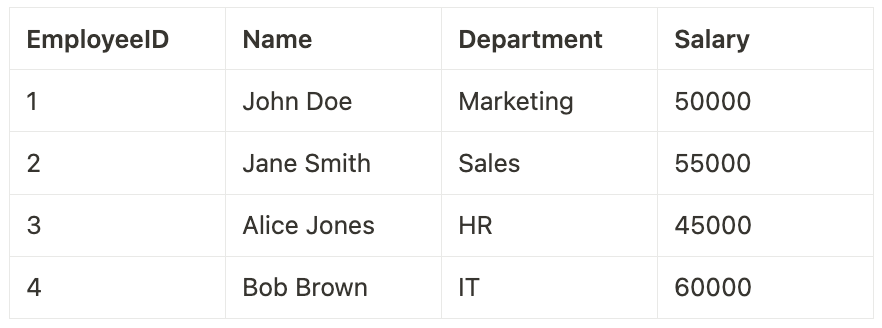 EmployeeID Name Department Salary
1 John Doe Marketing 50000
2 Jane Smith Sales 55000
3 Alice Jones HR 45000
4 Bob Brown IT 60000